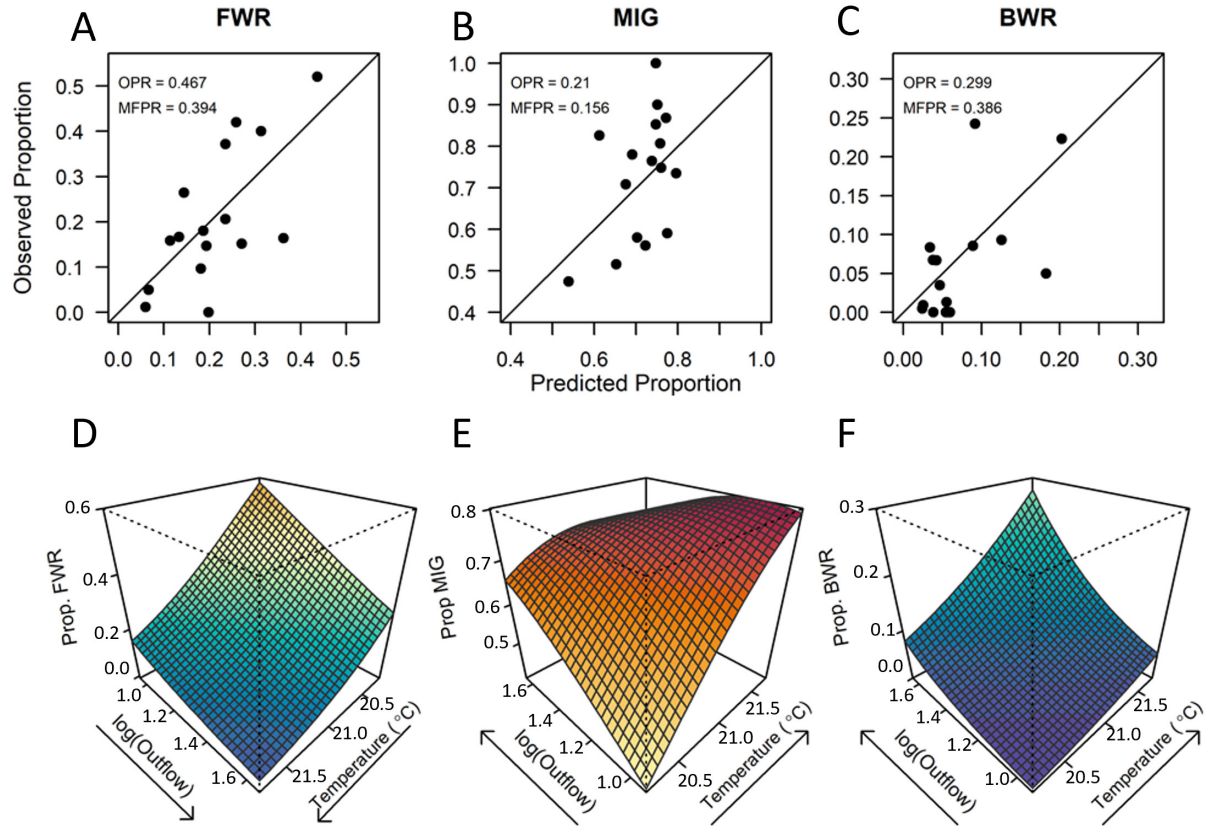 A FWR
B MIG
C BWR
Observed Proportion
OPR = 0.467
MFPR = 0.394
0.5
0.4
0.3
0.2
0.1
0.0
0.0 0.1 0.2 0.3 0.4 0.5
OPR = 0.21
MFPR = 0.156
1.0
0.9
0.8
0.7
0.6
0.5
0.4
0.4 0.6 0.8 1.0
Predicted Proportion
OPR = 0.299
MFPR = 0.386
0.30
0.25
0.20
0.15
0.10
0.05
0.00
0.00 0.10 0.20 0.30
D
Prop. FWR
0.6
0.4
0.2
0.0
1.0
1.2
1.4
1.6
log(Outflow)
20.5
21.0
21.5
Temperature (°C)
E
Prop MIG
0.8
0.7
0.6
0.5
1.6
1.4
1.2
1.0
log(Outflow)
21.5
21.0
20.5
Temperature (°C)
F
Prop. BWR
0.3
0.2
0.1
0.0
1.6
1.4
1.2
1.0
log(Outflow)
21.5
21.0
20.5
Temperature (°C)